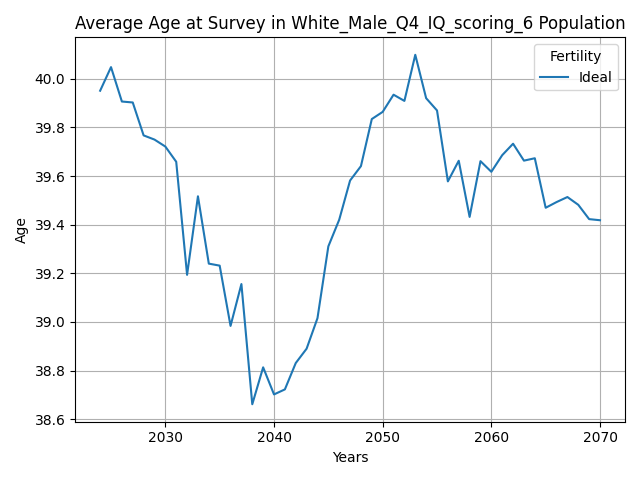 Average Age at Survey in White_Male_Q4_IQ_scoring_6 Population
Fertility
Ideal
40.0
39.8
39.6
39.4
39.2
39.0
38.8
38.6
Age
2030
2040
2050
2060
2070
Years